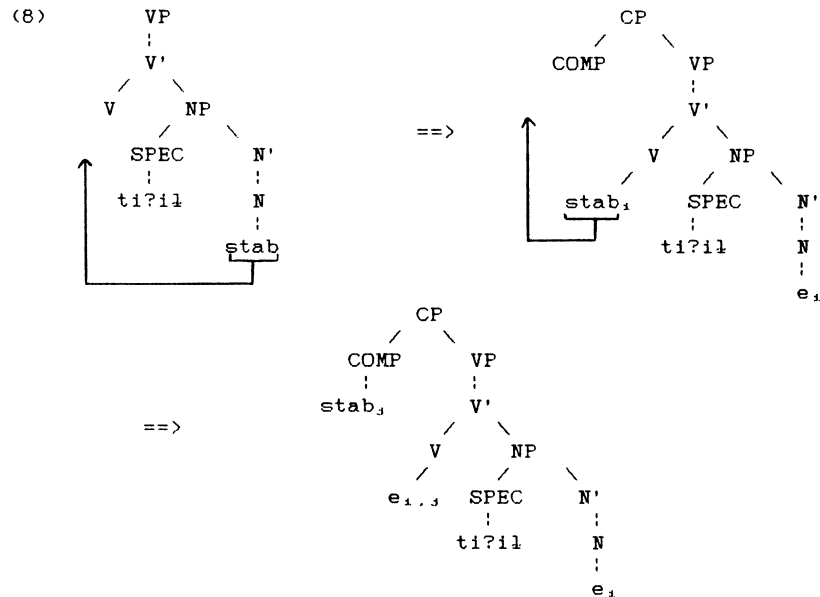 (8) VP CP
V' COMP VP
V NP V'
==>
SPEC N' V NP
ti?iɬ N stabᵢ SPEC N'
stab ti?iɬ N
eᵢ
CP
COMP VP
stabⱼ V'
==>
V NP
eᵢ,ⱼ SPEC N'
ti?iɬ N
eᵢ